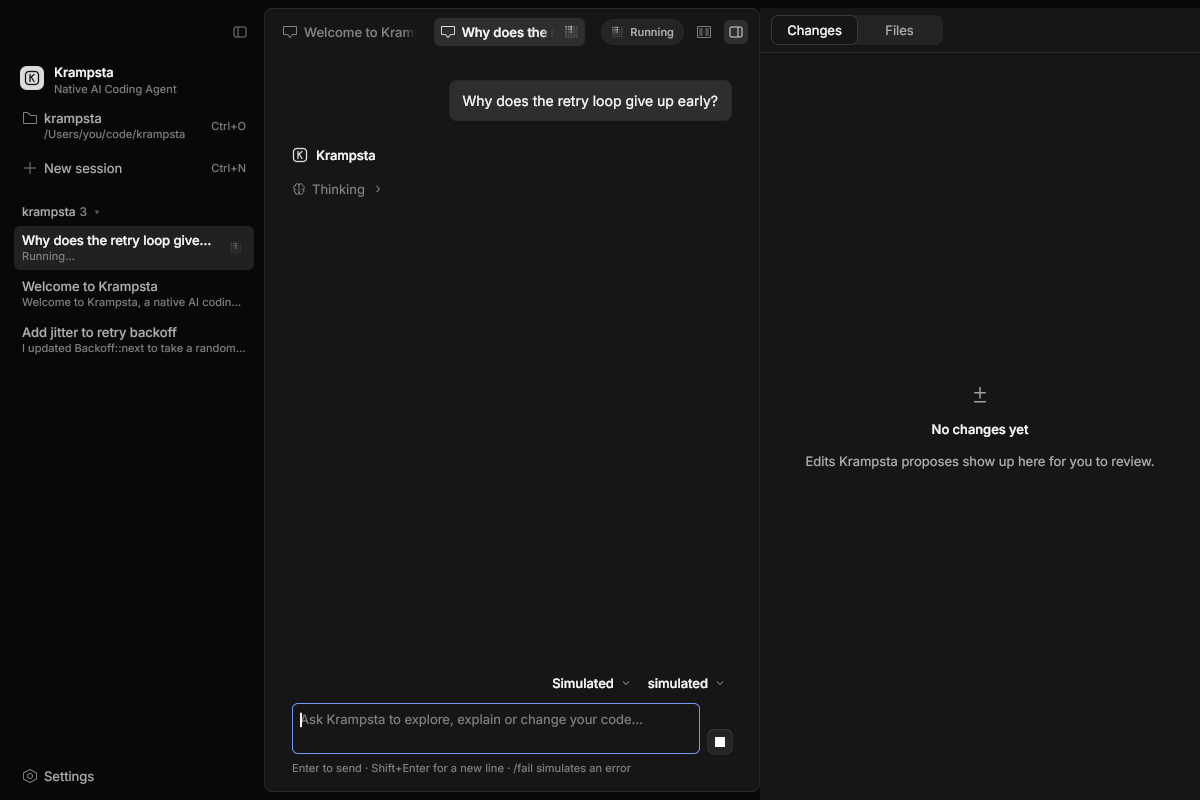 Krampsta
Native AI Coding Agent
krampsta
/Users/you/code/krampsta
Ctrl+O
New session
Ctrl+N
krampsta 3
Why does the retry loop give...
Running...
Welcome to Krampsta
Welcome to Krampsta, a native AI codin...
Add jitter to retry backoff
I updated Backoff::next to take a random...
Settings
Welcome to Kram
Why does the
Running
Why does the retry loop give up early?
Krampsta
Thinking
Simulated
simulated
Ask Krampsta to explore, explain or change your code...
Enter to send · Shift+Enter for a new line · /fail simulates an error
Changes
Files
No changes yet
Edits Krampsta proposes show up here for you to review.